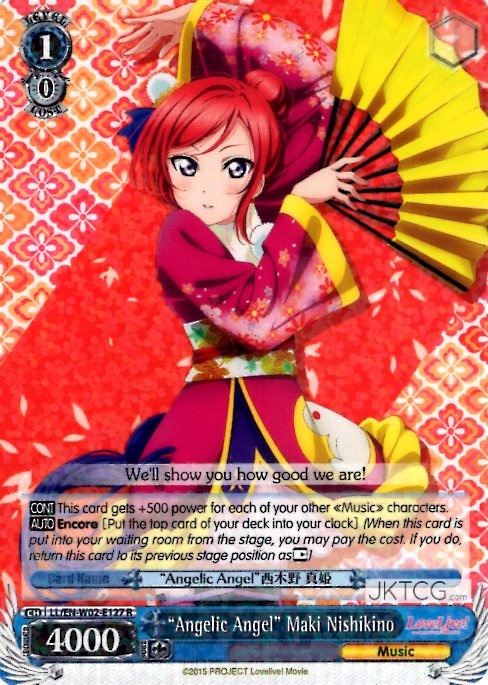 LEVEL
1
0
COST
We'll show you how good we are!
CONT This card gets +500 power for each of your other «Music» characters.
AUTO Encore [Put the top card of your deck into your clock] (When this card is
put into your waiting room from the stage, you may pay the cost. If you do,
return this card to its previous stage position as)
Card Name
"Angelic Angel" 西木野 真姫
JKTCG.com
CH LL/EN-W02-E127 R
4000
"Angelic Angel" Maki Nishikino
LoveLive!
Music
©2015 PROJECT Lovelive! Movie